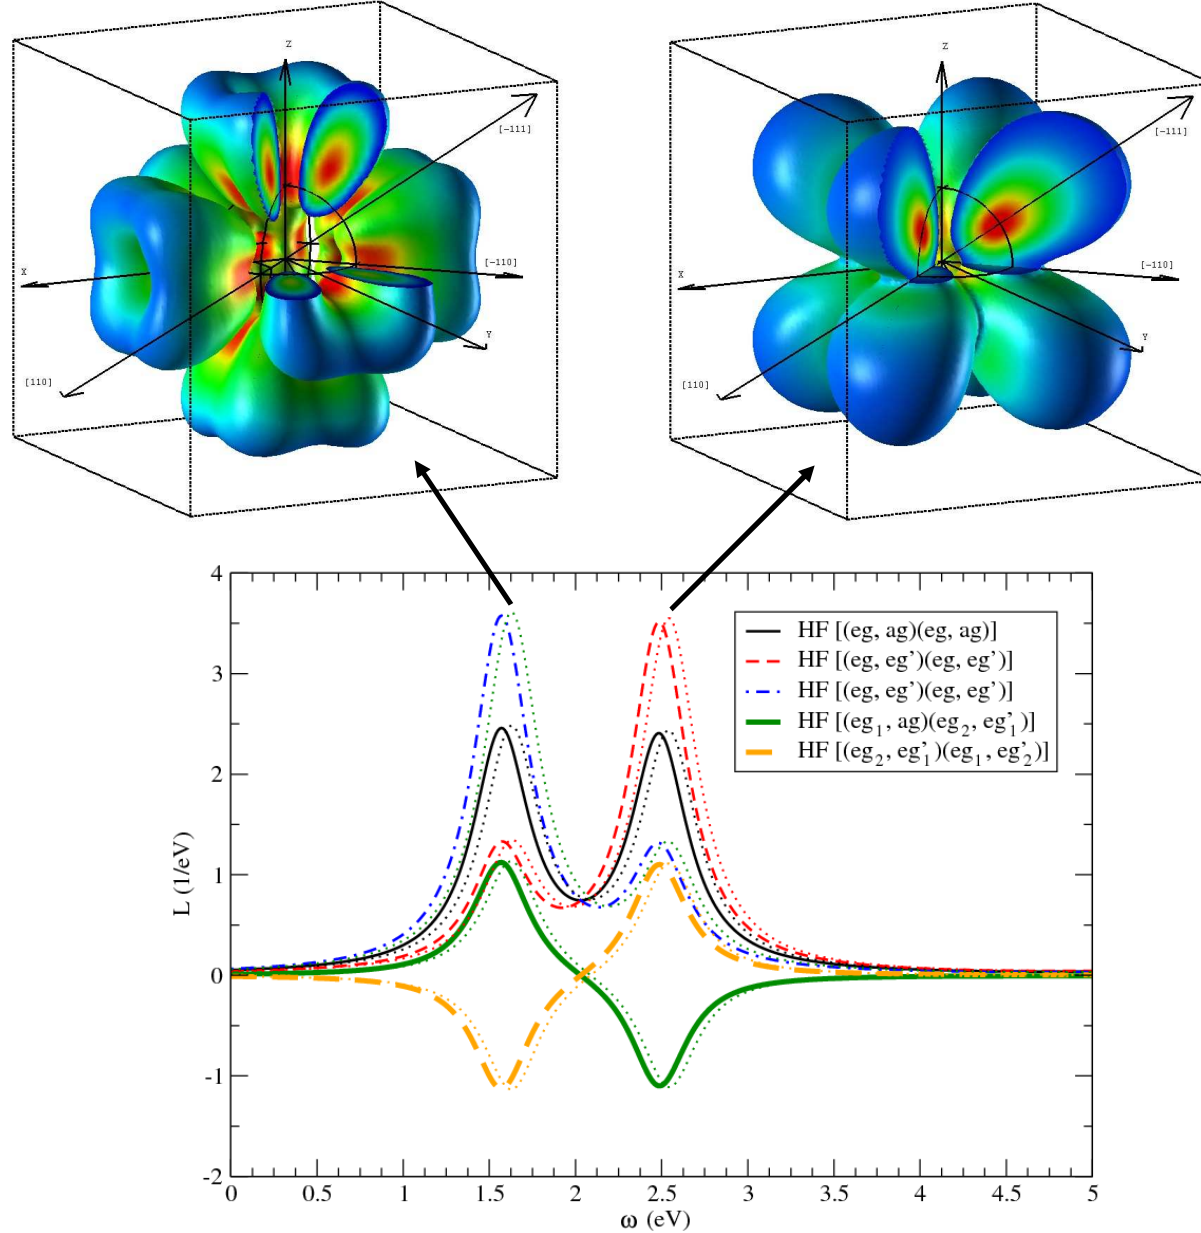 Z
[-111]
X
[-110]
Y
[110]
Z
[-111]
X
[-110]
Y
[110]
4
3
2
1
0
-1
-2
L (1/eV)
HF [(eg, ag)(eg, ag)]
HF [(eg, eg’)(eg, eg’)]
HF [(eg, eg’)(eg, eg’)]
HF [(eg₁, ag)(eg₂, eg’₁)]
HF [(eg₂, eg’₁)(eg₁, eg’₂)]
0 0.5 1 1.5 2 2.5 3 3.5 4 4.5 5
ω (eV)